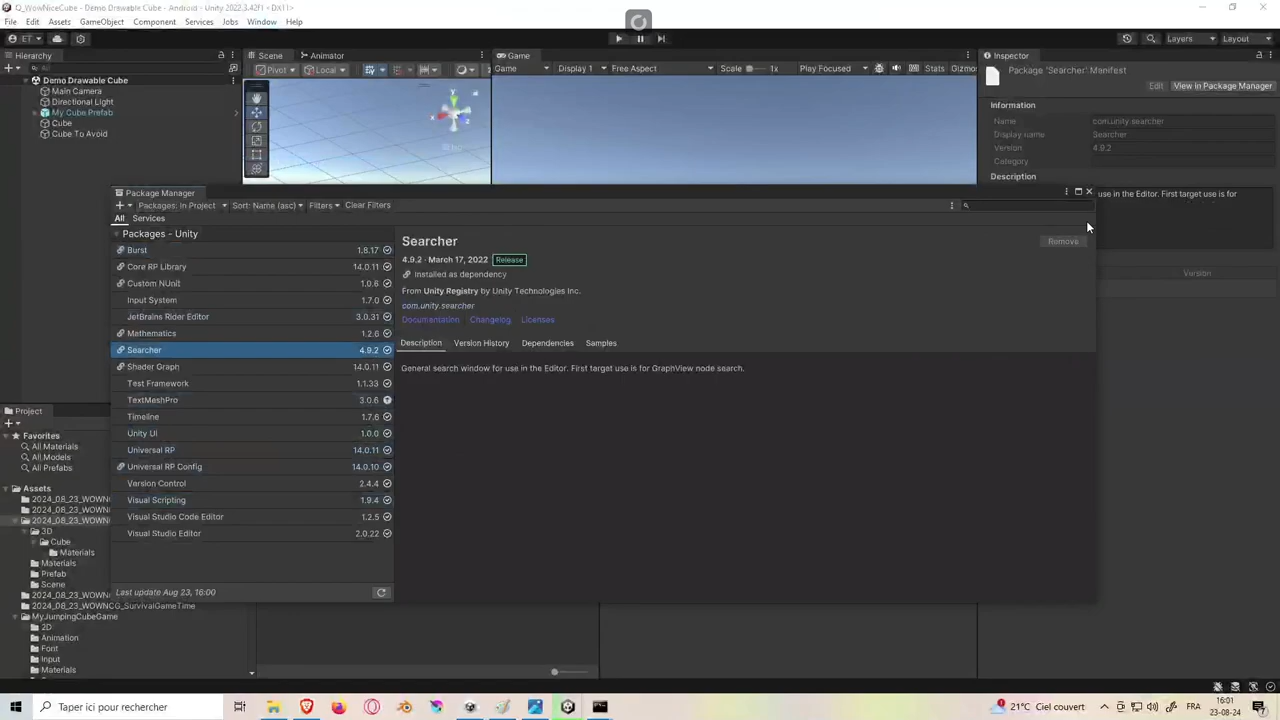 Q_WowNiceCube - Demo Drawable Cube - Android - Unity 2022.3.42f1 <DX11>
File Edit Assets GameObject Component Services Jobs Window Help
ET Layers Layout
Hierarchy Scene Animator Game Inspector
All Pivot Local Game Display 1 Free Aspect Scale 1x Play Focused Stats Gizmos
Package 'Searcher' Manifest
Edit View in Package Manager
Demo Drawable Cube
Main Camera
Directional Light
My Cube Prefab
Cube
Cube To Avoid
y x z
Information
Name com.unity.searcher
Display name Searcher
Version 4.9.2
Category
Description
use in the Editor. First target use is for
Version
Package Manager
Packages: In Project Sort: Name (asc) Filters Clear Filters
All Services
Packages - Unity
Burst 1.8.17
Core RP Library 14.0.11
Custom NUnit 1.0.6
Input System 1.7.0
JetBrains Rider Editor 3.0.31
Mathematics 1.2.6
Searcher 4.9.2
Shader Graph 14.0.11
Test Framework 1.1.33
TextMeshPro 3.0.6
Timeline 1.7.6
Unity UI 1.0.0
Universal RP 14.0.11
Universal RP Config 14.0.10
Version Control 2.4.4
Visual Scripting 1.9.4
Visual Studio Code Editor 1.2.5
Visual Studio Editor 2.0.22
Last update Aug 23, 16:00
Searcher
Remove
4.9.2 · March 17, 2022 Release
Installed as dependency
From Unity Registry by Unity Technologies Inc.
com.unity.searcher
Documentation Changelog Licenses
Description Version History Dependencies Samples
General search window for use in the Editor. First target use is for GraphView node search.
Project
Favorites
All Materials
All Models
All Prefabs
Assets
2024_08_23_WOWN
2024_08_23_WOWN
2024_08_23_WOWN
3D
Cube
Materials
Materials
Prefab
Scene
2024_08_23_WOWN
2024_08_23_WOWNCG_SurvivalGameTime
MyJumpingCubeGame
2D
Animation
Font
Input
Materials
Taper ici pour rechercher
21°C Ciel couvert FRA 16:01
23-08-24